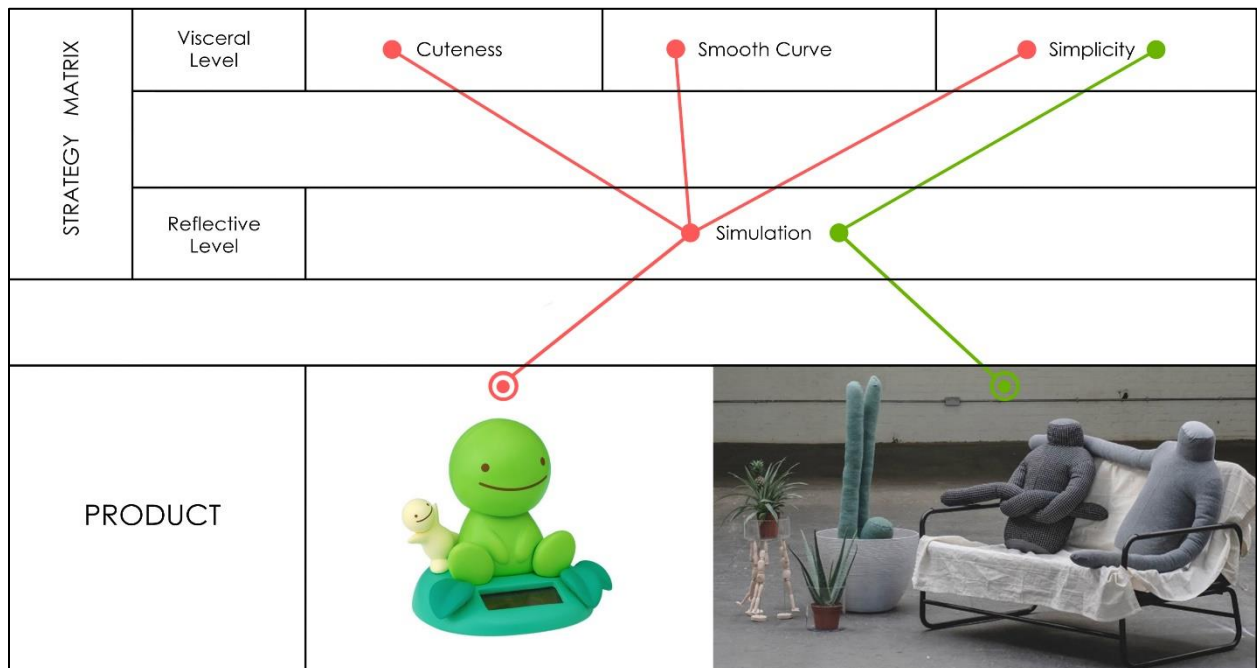 STRATEGY MATRIX
Visceral
Level
Cuteness
Smooth Curve
Simplicity
Reflective
Level
Simulation
PRODUCT